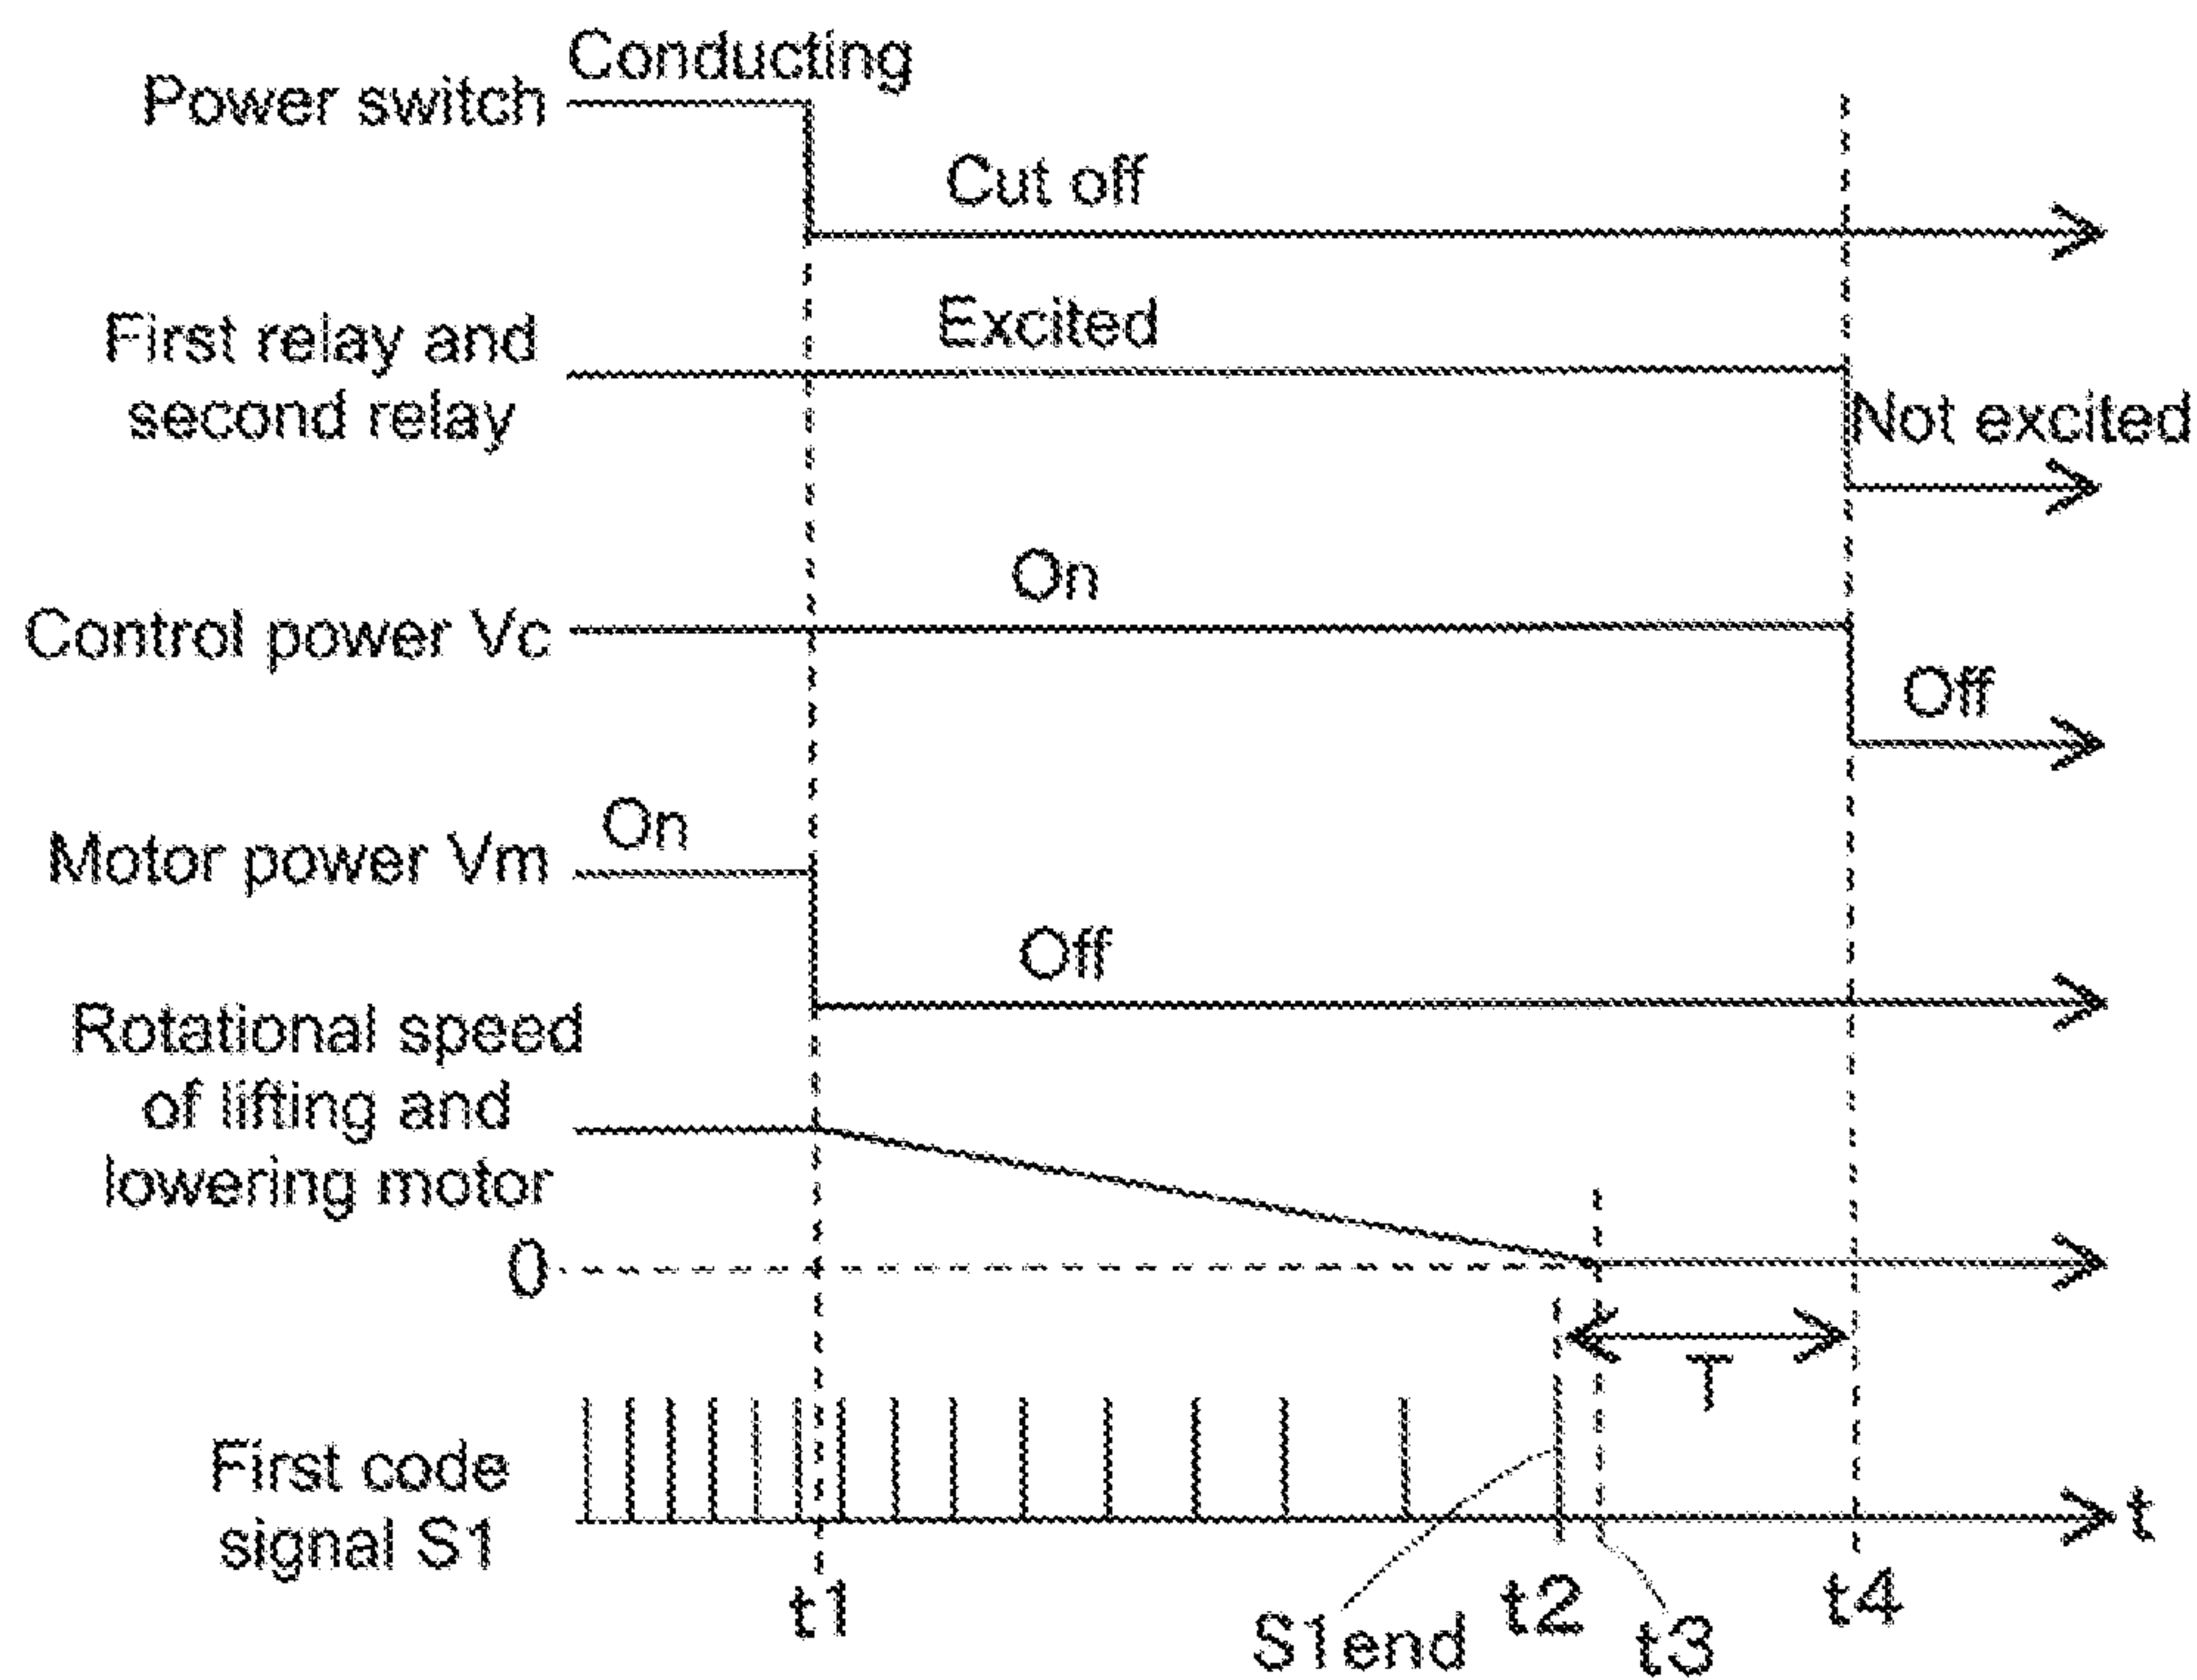 Conducting
Power switch
Cut off
First relay and
second relay
Excited
Not excited
On
Control power Vc
Off
On
Motor power Vm
Off
Rotational speed
of lifting and
lowering motor
0
T
First code
signal S1
t
t1
S1end
t2
t3
t4